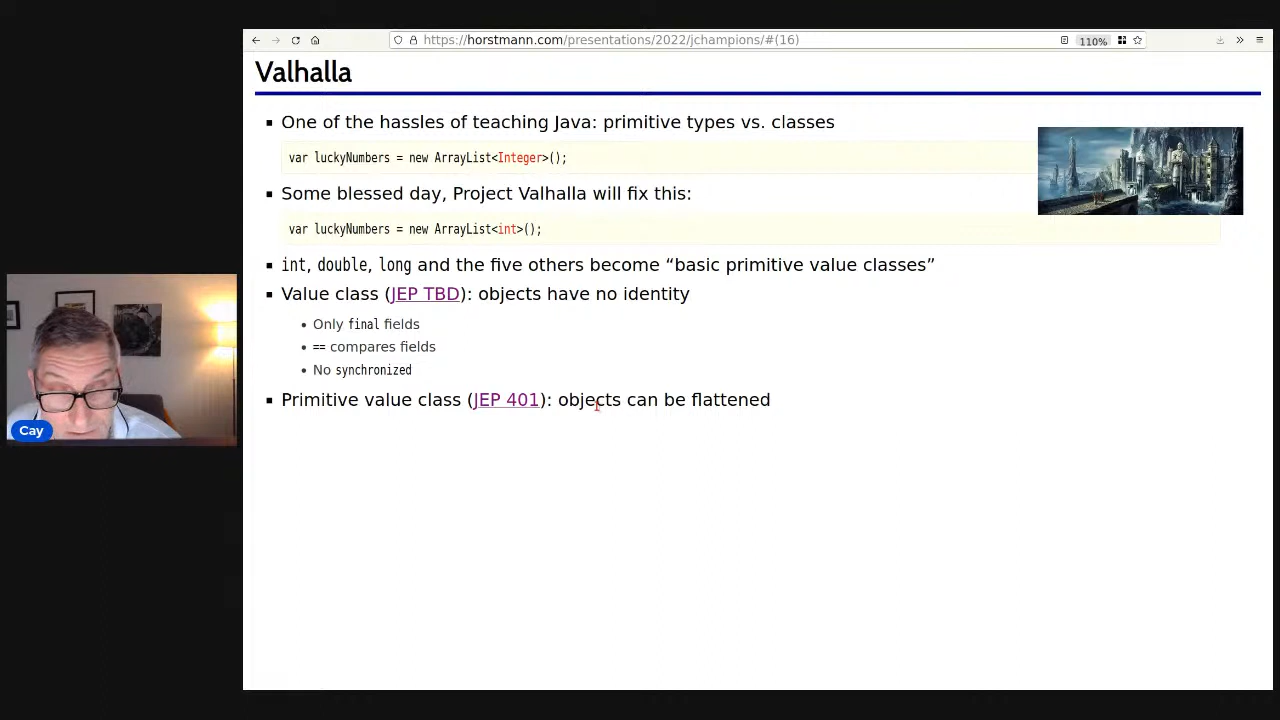 https://horstmann.com/presentations/2022/jchampions/#(16)
110%
Valhalla
One of the hassles of teaching Java: primitive types vs. classes
var luckyNumbers = new ArrayList<Integer>();
Some blessed day, Project Valhalla will fix this:
var luckyNumbers = new ArrayList<int>();
int, double, long and the five others become “basic primitive value classes”
Value class (JEP TBD): objects have no identity
Only final fields
== compares fields
No synchronized
Primitive value class (JEP 401): objects can be flattened
Cay